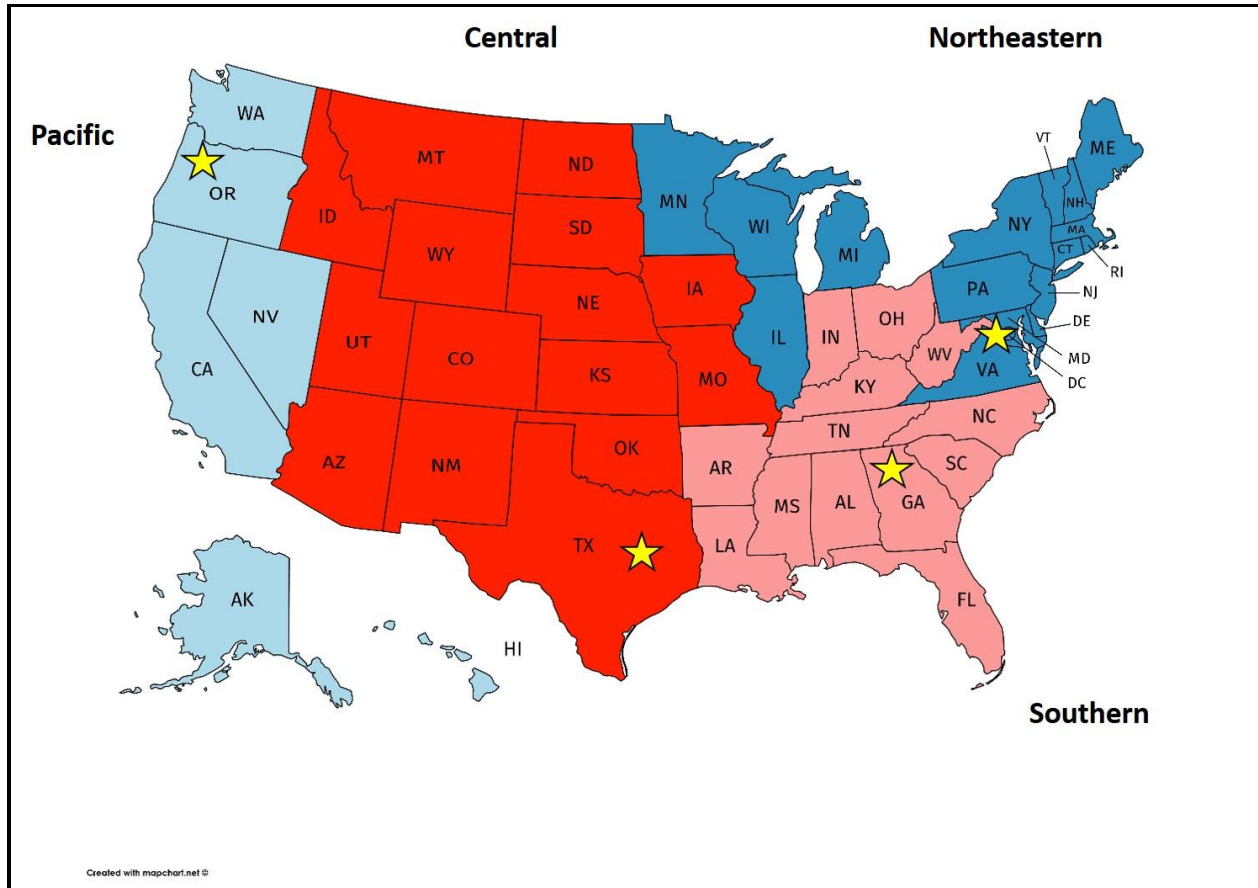 Central
Northeastern
Pacific
WA
OR
ID
MT
ND
MN
WI
MI
VT
ME
NH
NY
MA
CT
RI
NV
CA
UT
WY
SD
NE
IA
IL
IN
OH
PA
NJ
DE
MD
DC
CO
KS
MO
KY
WV
VA
AZ
NM
OK
AR
TN
NC
SC
TX
LA
MS
AL
GA
FL
AK
HI
Southern
Created with mapchart.net ©